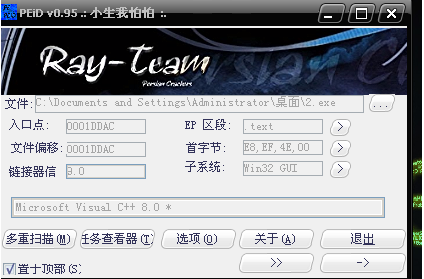 PEiD v0.95 .: 小生我怕怕 :.
Ray-Team
Persian Crackers
文件: C:\Documents and Settings\Administrator\桌面\2.exe ...
入口点: 0001DDAC EP 区段: .text >
文件偏移: 0001DDAC 首字节: E8,EF,4E,00 >
链接器信 9.0 子系统: Win32 GUI >
Microsoft Visual C++ 8.0 *
多重扫描(M) 任务查看器(T) 选项(O) 关于(A) 退出
置于顶部(S) >> ->